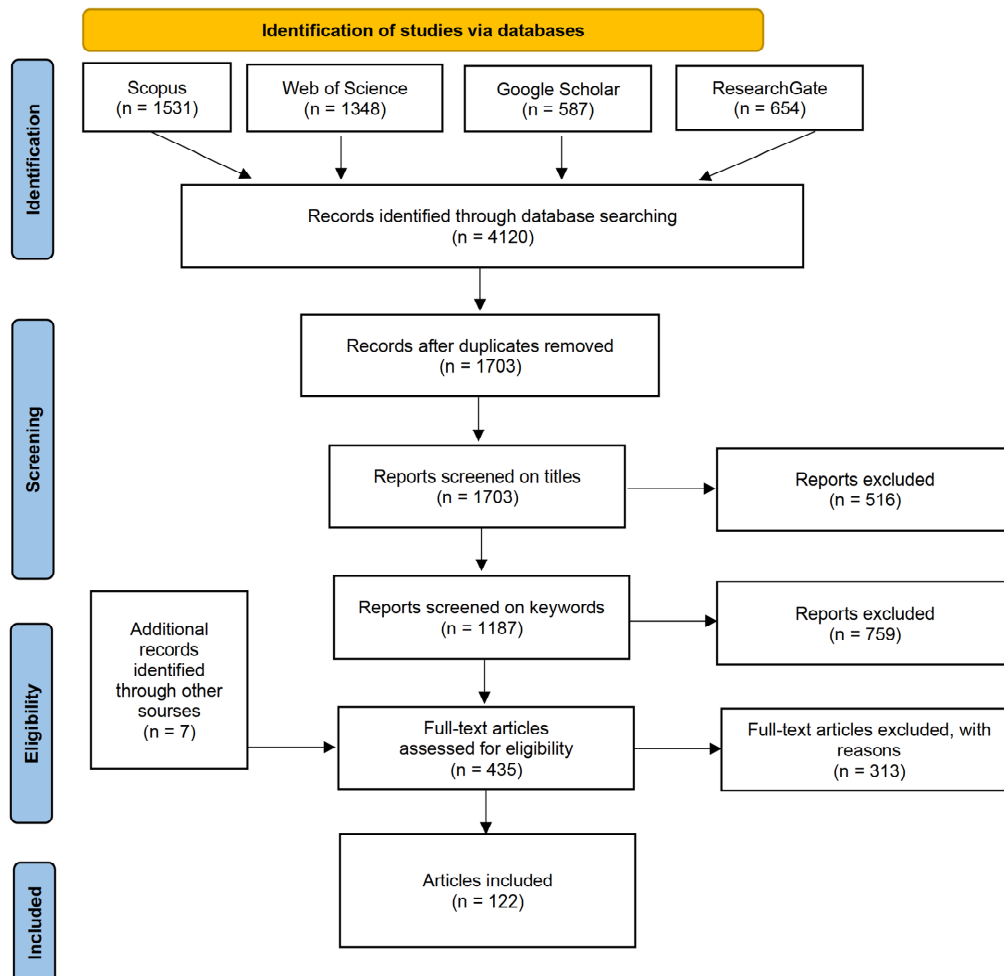 Identification of studies via databases
Identification
Scopus
(n = 1531)
Web of Science
(n = 1348)
Google Scholar
(n = 587)
ResearchGate
(n = 654)
Records identified through database searching
(n = 4120)
Screening
Records after duplicates removed
(n = 1703)
Reports screened on titles
(n = 1703)
Reports excluded
(n = 516)
Reports screened on keywords
(n = 1187)
Reports excluded
(n = 759)
Eligibility
Additional
records
identified
through other
sourses
(n = 7)
Full-text articles
assessed for eligibility
(n = 435)
Full-text articles excluded, with
reasons
(n = 313)
Included
Articles included
(n = 122)